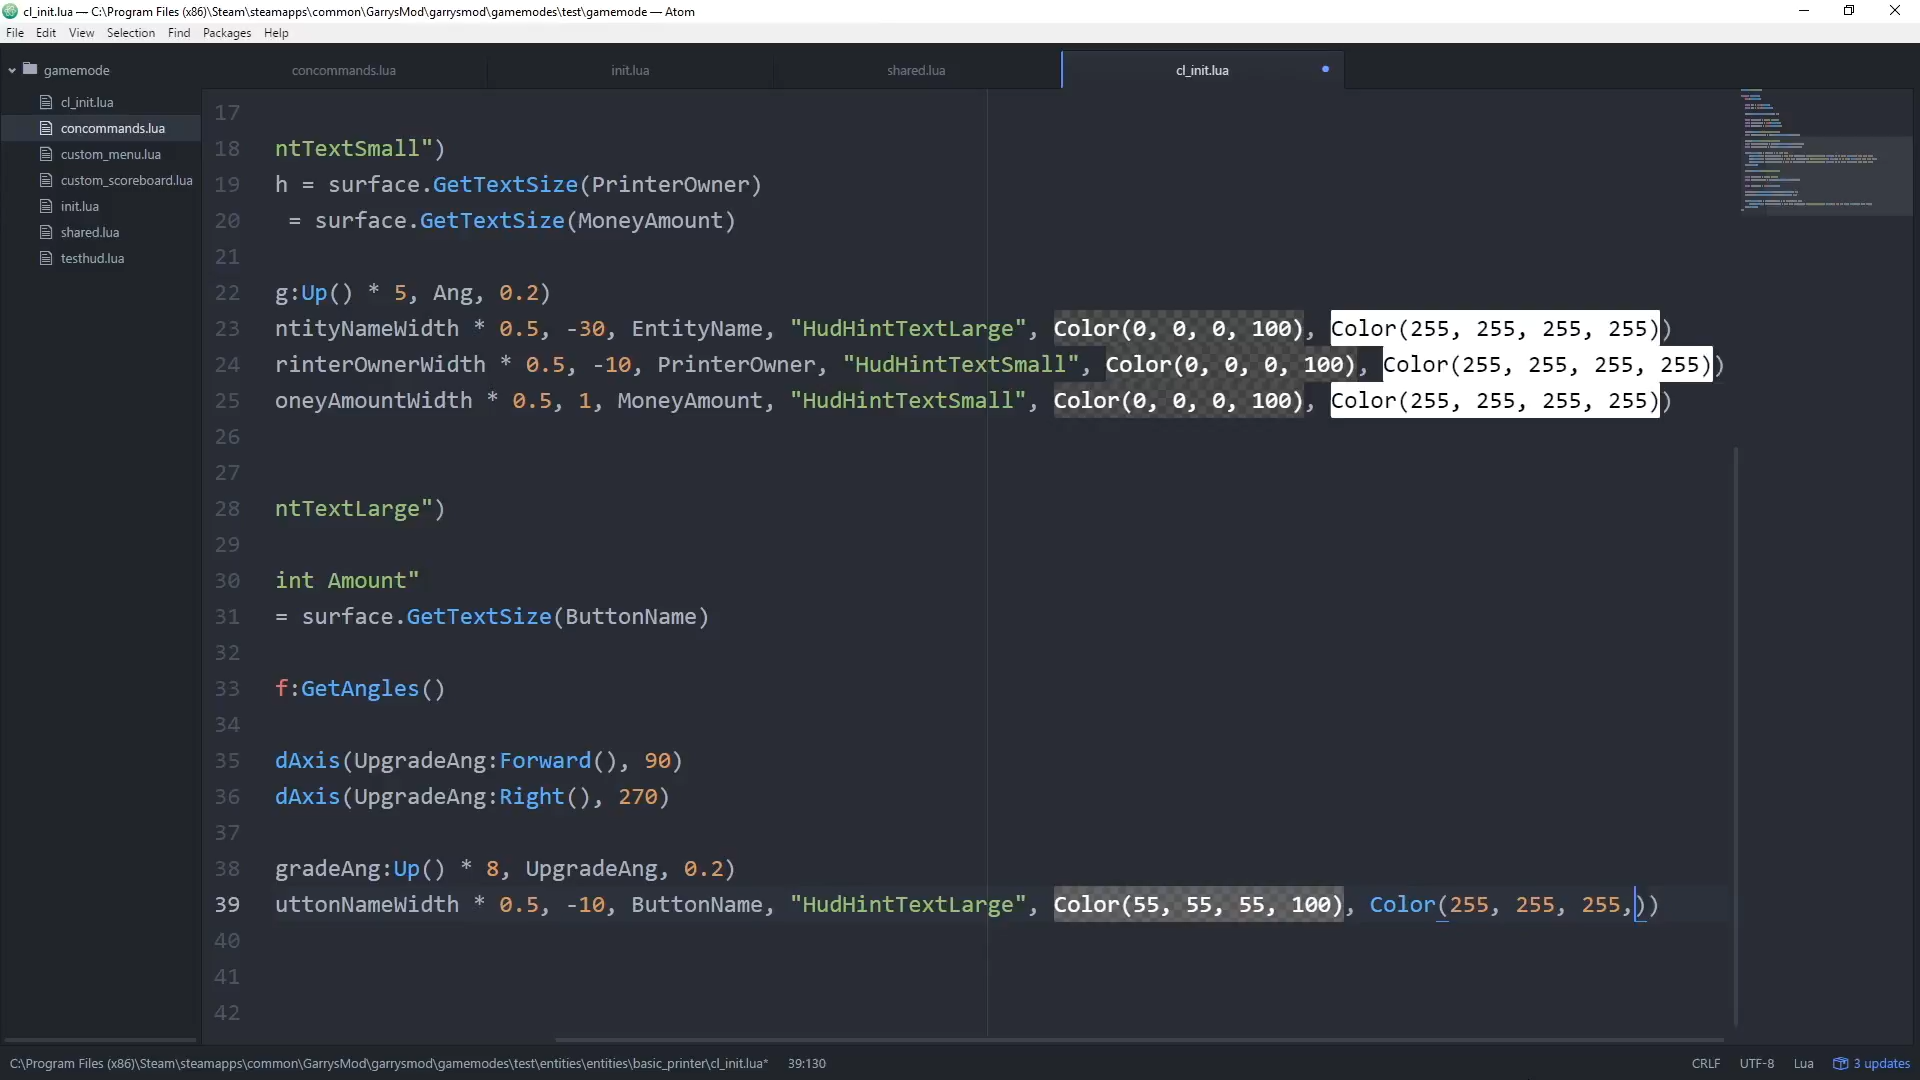 cl_init.lua — C:\Program Files (x86)\Steam\steamapps\common\GarrysMod\garrysmod\gamemodes\test\gamemode — Atom
File Edit View Selection Find Packages Help
gamemode
cl_init.lua
concommands.lua
custom_menu.lua
custom_scoreboard.lua
init.lua
shared.lua
testhud.lua
concommands.lua init.lua shared.lua cl_init.lua
17
18 ntTextSmall")
19 h = surface.GetTextSize(PrinterOwner)
20 = surface.GetTextSize(MoneyAmount)
21
22 g:Up() * 5, Ang, 0.2)
23 ntityNameWidth * 0.5, -30, EntityName, "HudHintTextLarge", Color(0, 0, 0, 100), Color(255, 255, 255, 255))
24 rinterOwnerWidth * 0.5, -10, PrinterOwner, "HudHintTextSmall", Color(0, 0, 0, 100), Color(255, 255, 255, 255))
25 oneyAmountWidth * 0.5, 1, MoneyAmount, "HudHintTextSmall", Color(0, 0, 0, 100), Color(255, 255, 255, 255))
26
27
28 ntTextLarge")
29
30 int Amount"
31 = surface.GetTextSize(ButtonName)
32
33 f:GetAngles()
34
35 dAxis(UpgradeAng:Forward(), 90)
36 dAxis(UpgradeAng:Right(), 270)
37
38 gradeAng:Up() * 8, UpgradeAng, 0.2)
39 uttonNameWidth * 0.5, -10, ButtonName, "HudHintTextLarge", Color(55, 55, 55, 100), Color(255, 255, 255,))
40
41
42
C:\Program Files (x86)\Steam\steamapps\common\GarrysMod\garrysmod\gamemodes\test\entities\entities\basic_printer\cl_init.lua* 39:130 CRLF UTF-8 Lua 3 updates